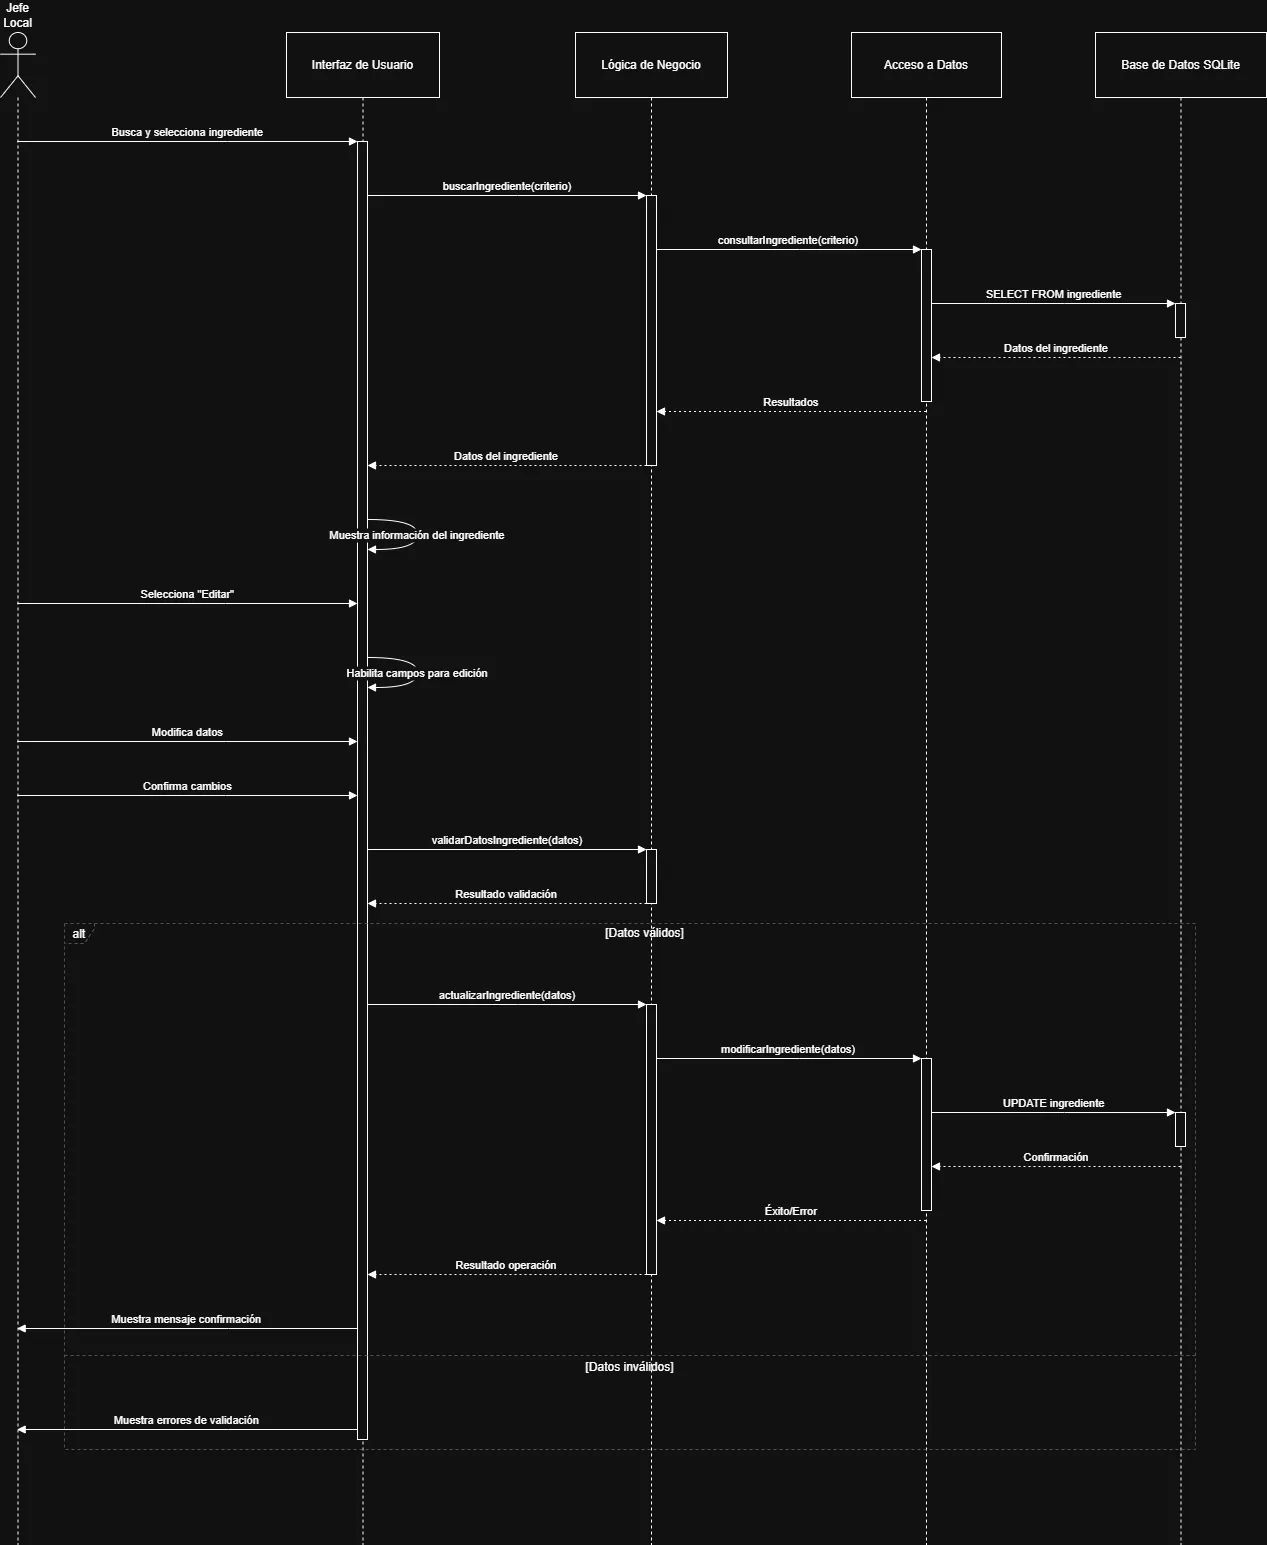 Jefe
Local
Interfaz de Usuario
Lógica de Negocio
Acceso a Datos
Base de Datos SQLite
Busca y selecciona ingrediente
buscarIngrediente(criterio)
consultarIngrediente(criterio)
SELECT FROM ingrediente
Datos del ingrediente
Resultados
Datos del ingrediente
Muestra información del ingrediente
Selecciona "Editar"
Habilita campos para edición
Modifica datos
Confirma cambios
validarDatosIngrediente(datos)
Resultado validación
alt
[Datos válidos]
actualizarIngrediente(datos)
modificarIngrediente(datos)
UPDATE ingrediente
Confirmación
Éxito/Error
Resultado operación
Muestra mensaje confirmación
[Datos inválidos]
Muestra errores de validación